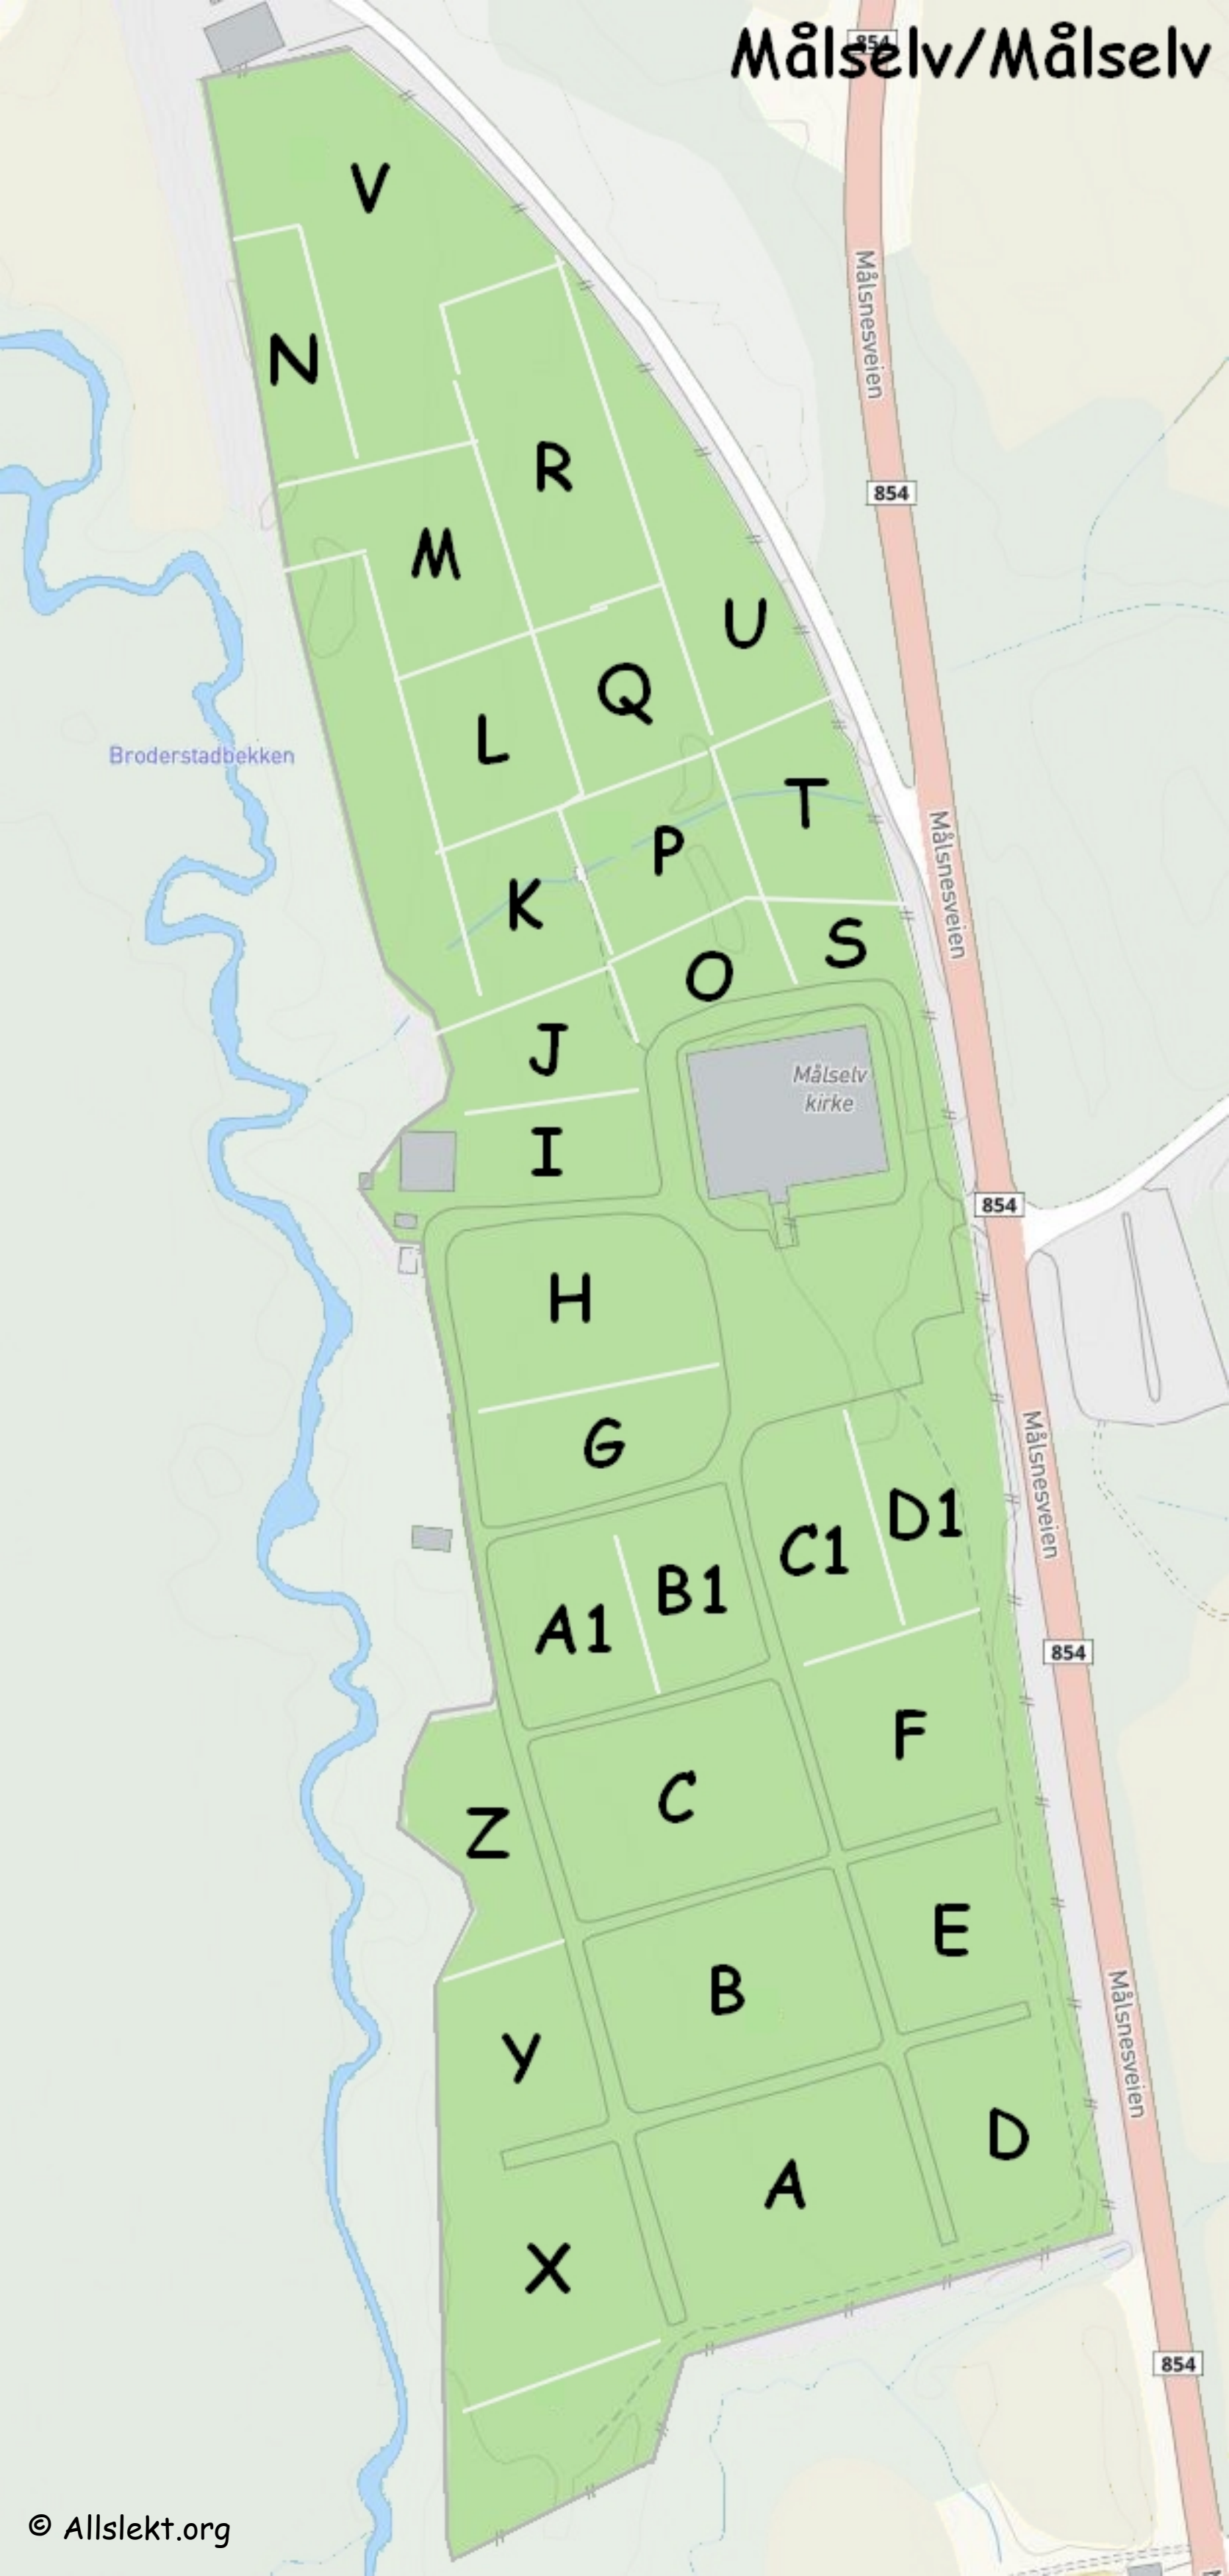 Målselv/Målselv
854
V
Målsnesveien
N
R
854
M
U
Q
L
Broderstadbekken
T
Målsnesveien
P
K
S
O
J
Målselv
kirke
I
854
H
G
Målsnesveien
D1
C1
B1
A1
854
F
C
Z
E
B
Y
Målsnesveien
D
A
X
854
© Allslekt.org